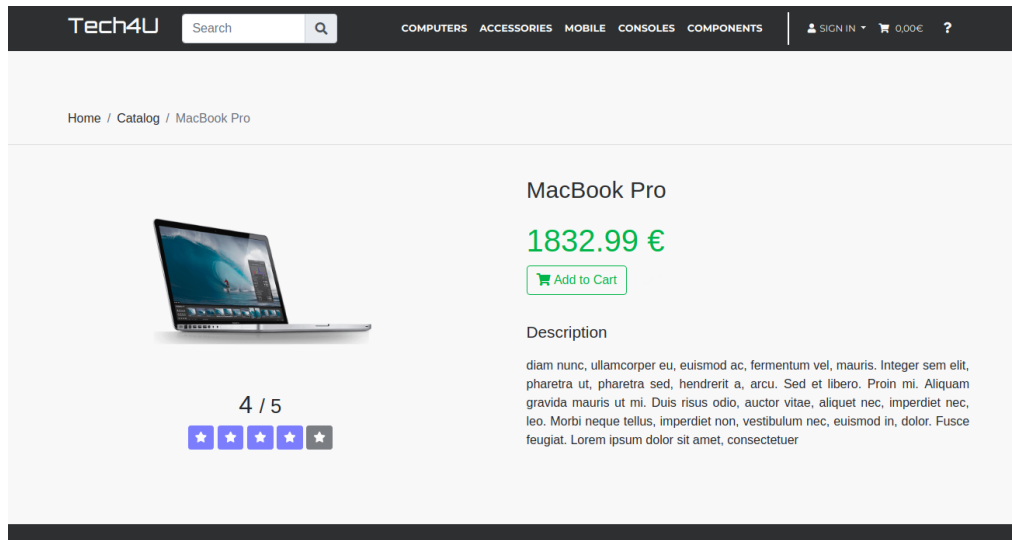 Tech4U
Search
COMPUTERS ACCESSORIES MOBILE CONSOLES COMPONENTS
SIGN IN
0,00€
?
Home / Catalog / MacBook Pro
MacBook Pro
1832.99 €
Add to Cart
Description
diam nunc, ullamcorper eu, euismod ac, fermentum vel, mauris. Integer sem elit,
pharetra ut, pharetra sed, hendrerit a, arcu. Sed et libero. Proin mi. Aliquam
gravida mauris ut mi. Duis risus odio, auctor vitae, aliquet nec, imperdiet nec,
leo. Morbi neque tellus, imperdiet non, vestibulum nec, euismod in, dolor. Fusce
feugiat. Lorem ipsum dolor sit amet, consectetuer
4 / 5